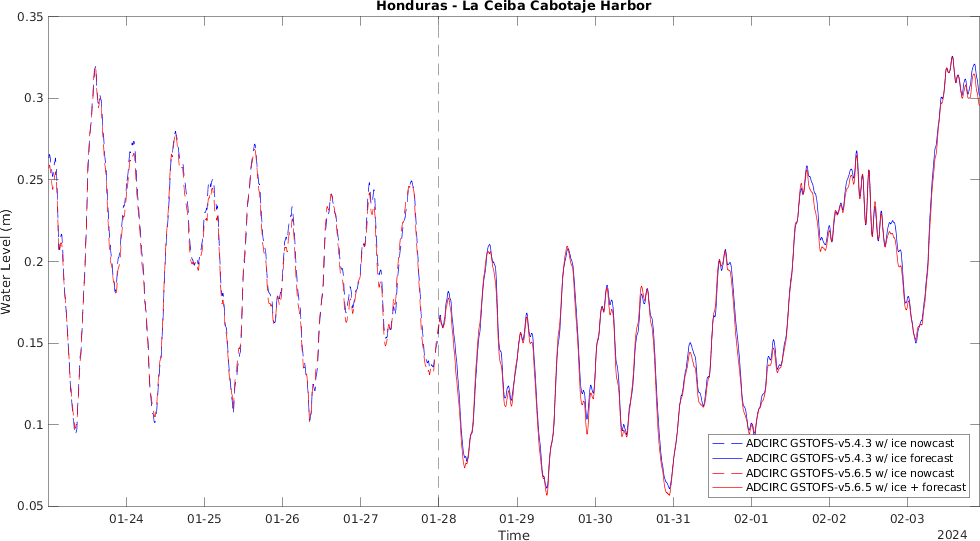 Honduras - La Ceiba Cabotaje Harbor
0.35
0.3
0.25
0.2
0.15
0.1
0.05
Water Level (m)
ADCIRC GSTOFS-v5.4.3 w/ ice nowcast
ADCIRC GSTOFS-v5.4.3 w/ ice forecast
ADCIRC GSTOFS-v5.6.5 w/ ice nowcast
ADCIRC GSTOFS-v5.6.5 w/ ice + forecast
01-24 01-25 01-26 01-27 01-28 01-29 01-30 01-31 02-01 02-02 02-03
Time
2024